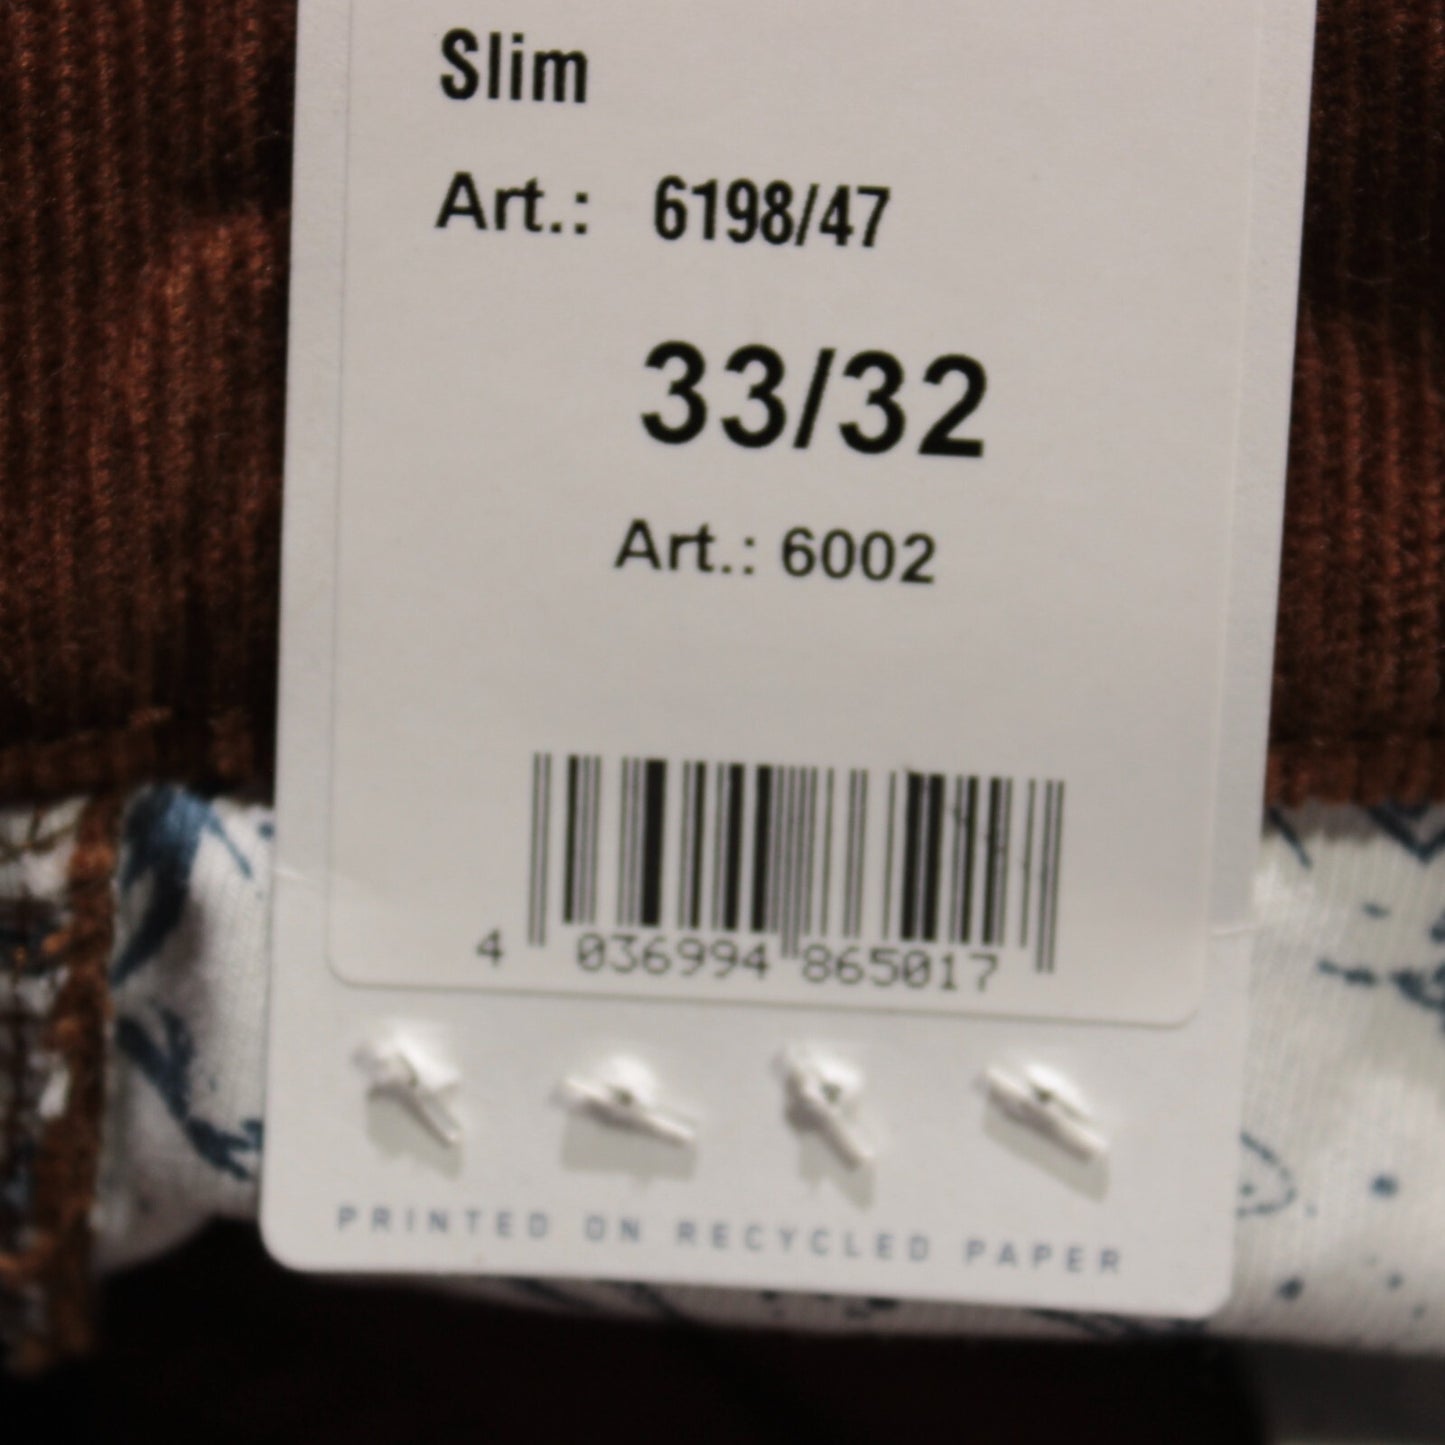 Slim
Art.: 6198/47
33/32
Art.: 6002
4 036994 865017
PRINTED ON RECYCLED PAPER